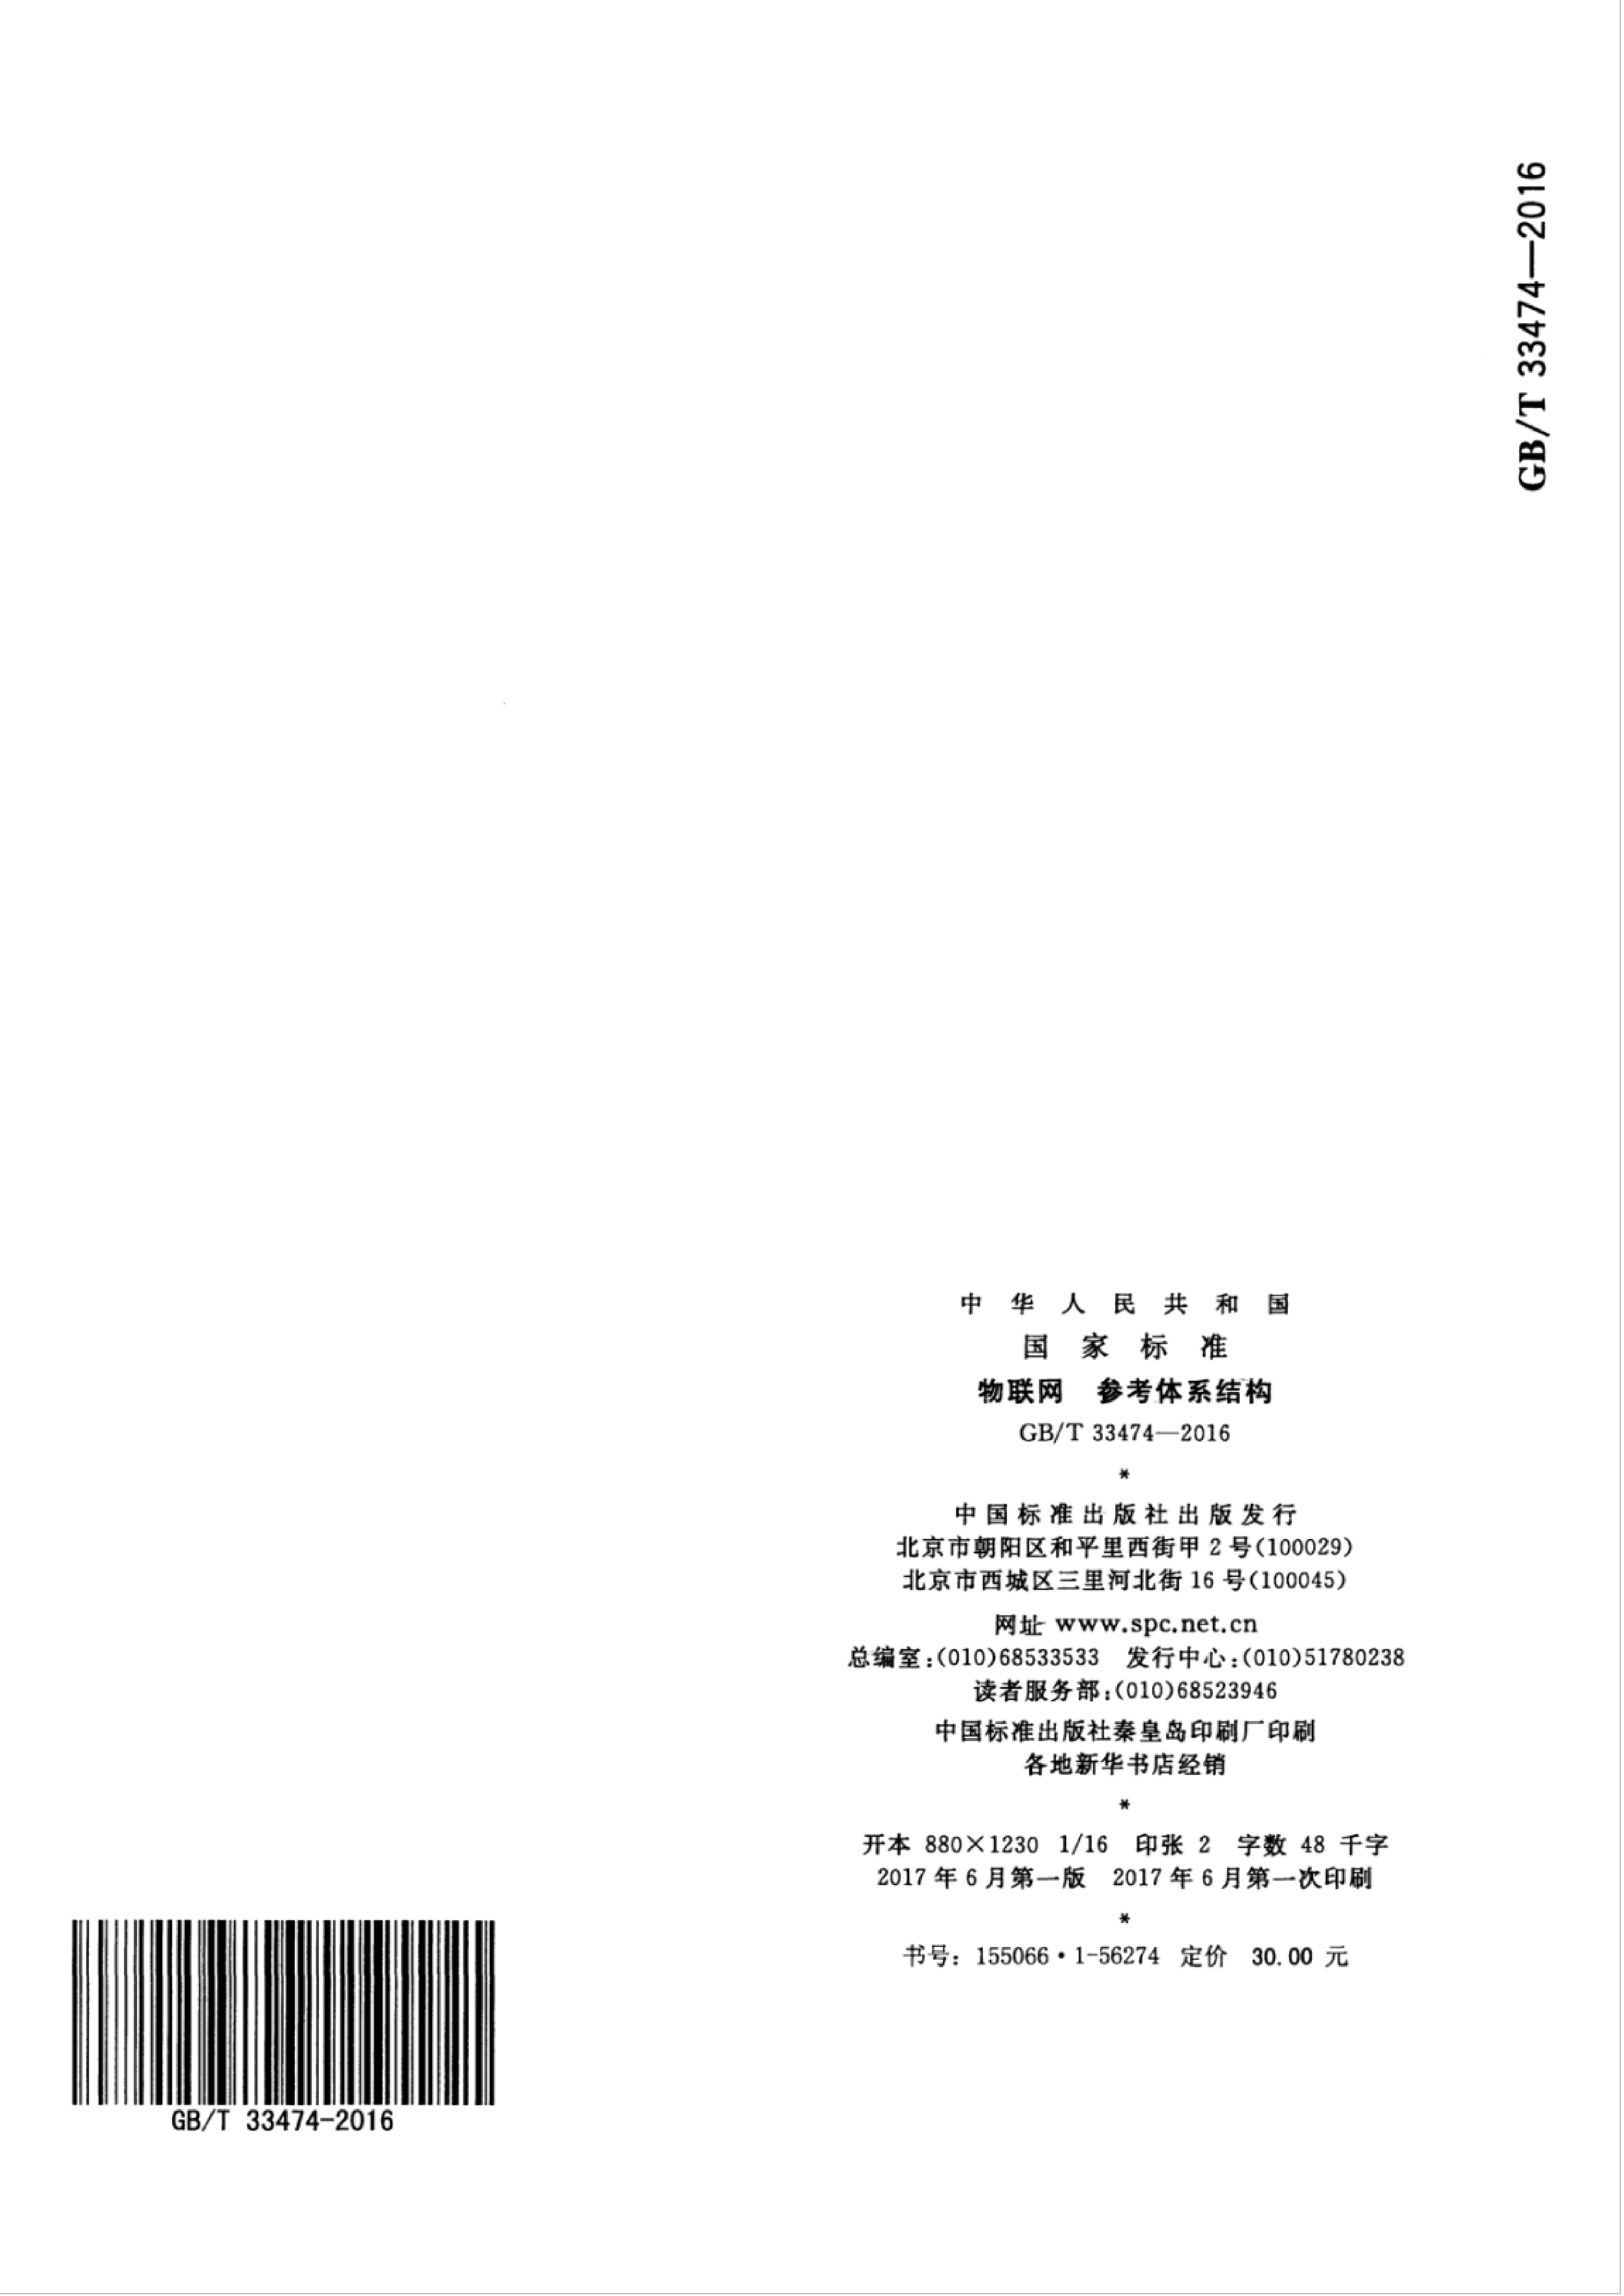 GB/T 33474—2016
中华人民共和国
国家标准
物联网 参考体系结构
GB/T 33474—2016
*
中国标准出版社出版发行
北京市朝阳区和平里西街甲2号(100029)
北京市西城区三里河北街16号(100045)
网址 www.spc.net.cn
总编室:(010)68533533 发行中心:(010)51780238
读者服务部:(010)68523946
中国标准出版社秦皇岛印刷厂印刷
各地新华书店经销
*
开本 880×1230 1/16 印张 2 字数 48 千字
2017年6月第一版 2017年6月第一次印刷
*
书号: 155066·1-56274 定价 30.00 元
GB/T 33474-2016